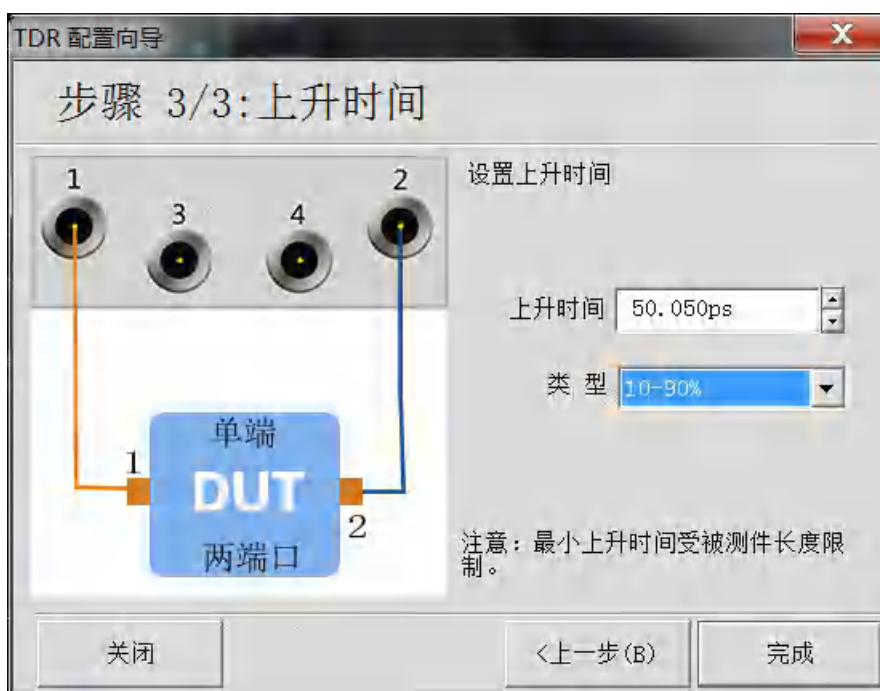 TDR 配置向导
X
步骤 3/3:上升时间
1
2
3
4
设置上升时间
上升时间 50.050ps
类 型 10-90%
单端
1
DUT
2
两端口
注意：最小上升时间受被测件长度限
制。
关闭
<上一步(B)
完成